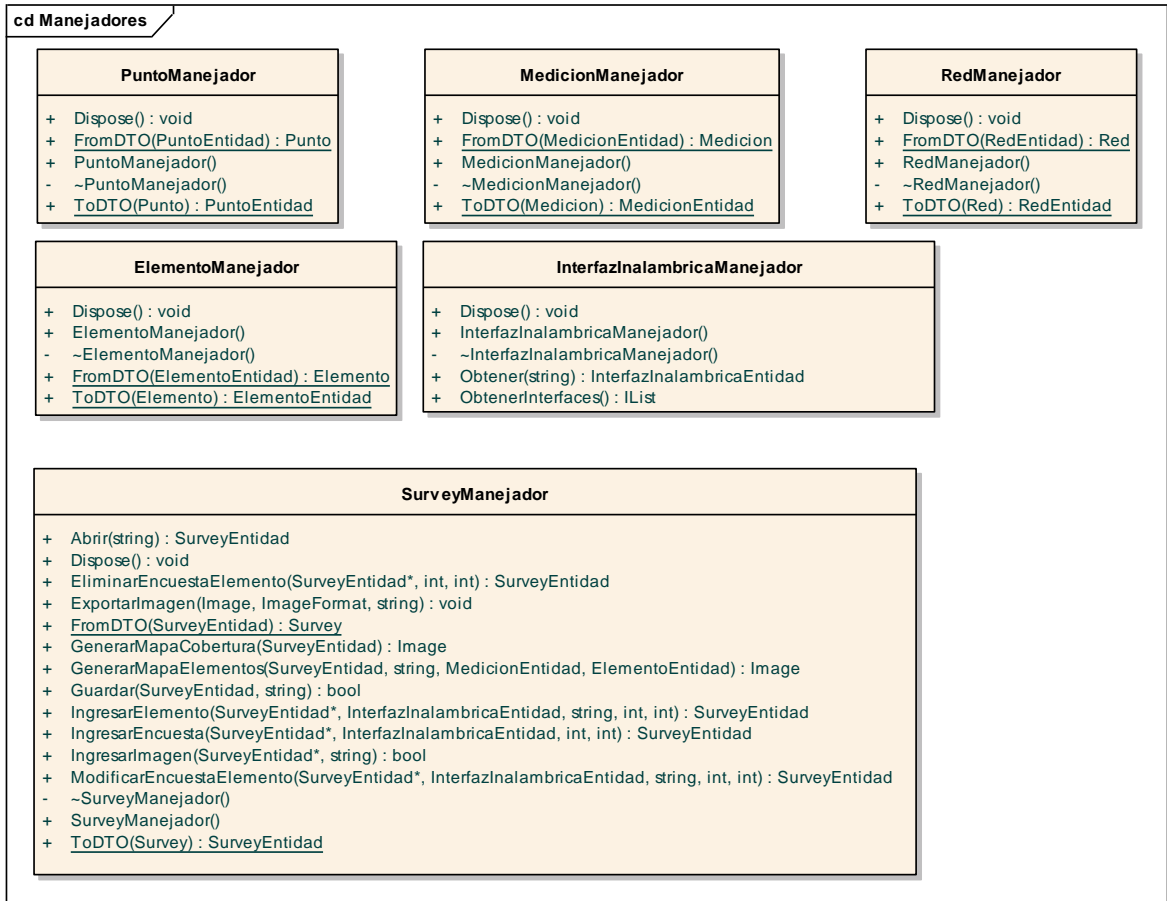 cd Manejadores
PuntoManejador
+ Dispose() : void
+ FromDTO(PuntoEntidad) : Punto
+ PuntoManejador()
- ~PuntoManejador()
+ ToDTO(Punto) : PuntoEntidad
MedicionManejador
+ Dispose() : void
+ FromDTO(MedicionEntidad) : Medicion
+ MedicionManejador()
- ~MedicionManejador()
+ ToDTO(Medicion) : MedicionEntidad
RedManejador
+ Dispose() : void
+ FromDTO(RedEntidad) : Red
+ RedManejador()
- ~RedManejador()
+ ToDTO(Red) : RedEntidad
ElementoManejador
+ Dispose() : void
+ ElementoManejador()
- ~ElementoManejador()
+ FromDTO(ElementoEntidad) : Elemento
+ ToDTO(Elemento) : ElementoEntidad
InterfazInalambricaManejador
+ Dispose() : void
+ InterfazInalambricaManejador()
- ~InterfazInalambricaManejador()
+ Obtener(string) : InterfazInalambricaEntidad
+ ObtenerInterfaces() : IList
SurveyManejador
+ Abrir(string) : SurveyEntidad
+ Dispose() : void
+ EliminarEncuestaElemento(SurveyEntidad*, int, int) : SurveyEntidad
+ ExportarImagen(Image, ImageFormat, string) : void
+ FromDTO(SurveyEntidad) : Survey
+ GenerarMapaCobertura(SurveyEntidad) : Image
+ GenerarMapaElementos(SurveyEntidad, string, MedicionEntidad, ElementoEntidad) : Image
+ Guardar(SurveyEntidad, string) : bool
+ IngresarElemento(SurveyEntidad*, InterfazInalambricaEntidad, string, int, int) : SurveyEntidad
+ IngresarEncuesta(SurveyEntidad*, InterfazInalambricaEntidad, int, int) : SurveyEntidad
+ IngresarImagen(SurveyEntidad*, string) : bool
+ ModificarEncuestaElemento(SurveyEntidad*, InterfazInalambricaEntidad, string, int, int) : SurveyEntidad
- ~SurveyManejador()
+ SurveyManejador()
+ ToDTO(Survey) : SurveyEntidad